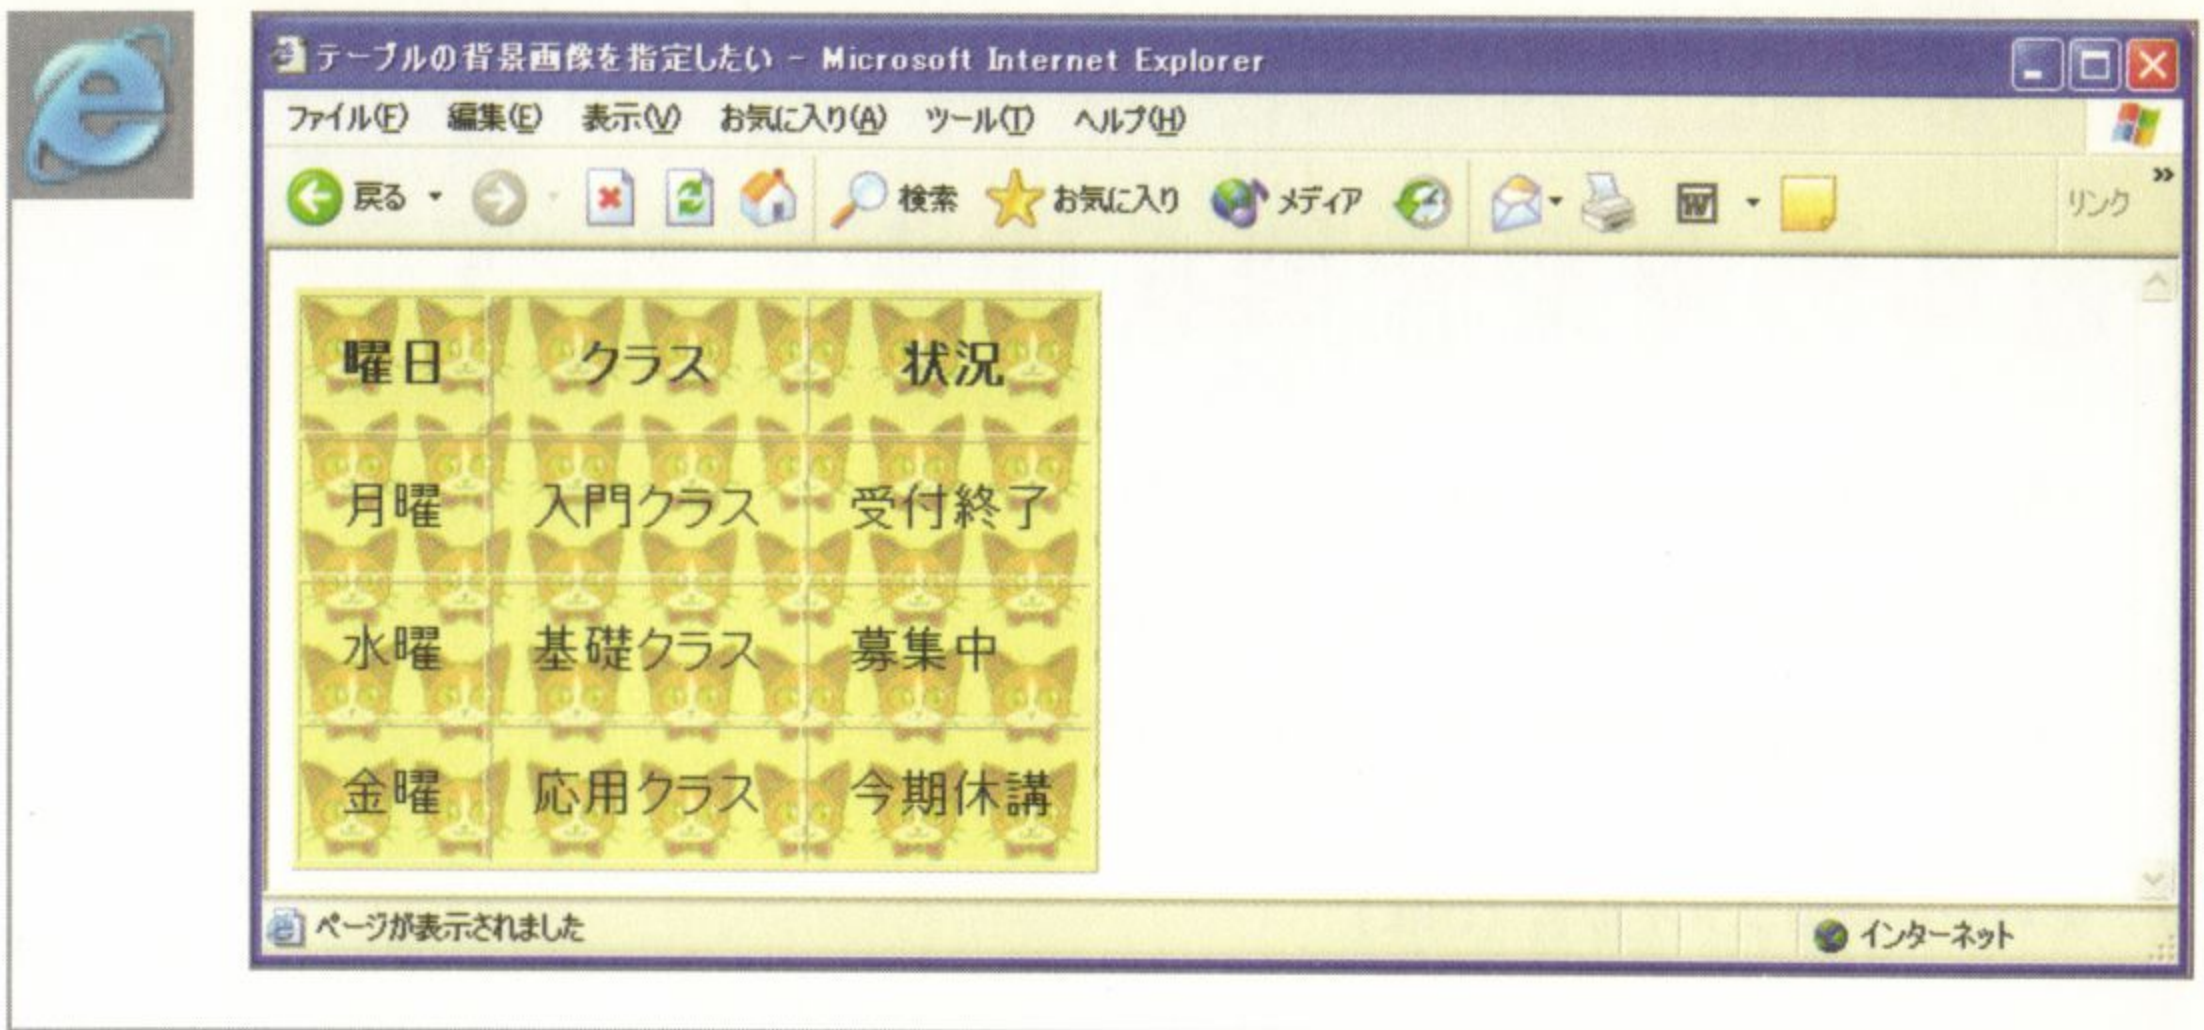 テーブルの背景画像を指定したい - Microsoft Internet Explorer
ファイル(F) 編集(E) 表示(V) お気に入り(A) ツール(T) ヘルプ(H)
戻る 検索 お気に入り メディア リンク »
曜日 クラス 状況
月曜 入門クラス 受付終了
水曜 基礎クラス 募集中
金曜 応用クラス 今期休講
ページが表示されました インターネット